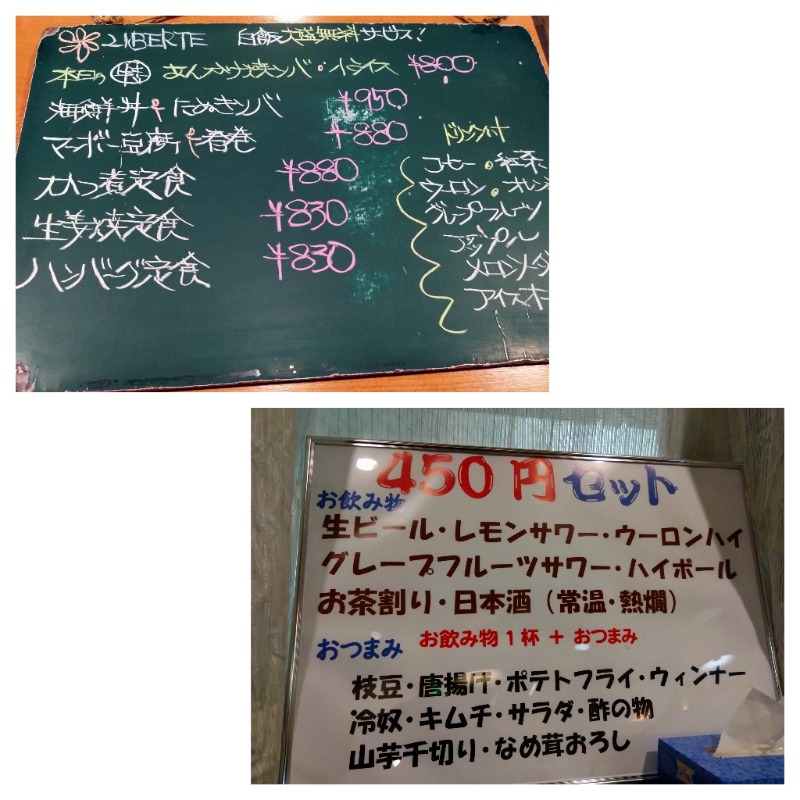 LIBERTE 白飯大盛無料サービス!
本日の 特 あんかけ焼ソバ・小ライス ¥800
海鮮丼 たぬきソバ ¥950
マーボー豆腐 春巻 ¥880
カツ煮定食 ¥880
生姜焼定食 ¥830
ハンバーグ定食 ¥830
ドリンク付
コーヒー・紅茶
ウーロン・オレン
グレープフルーツ
アップル
メロンソーダ
アイスオー
450円セット
お飲み物
生ビール・レモンサワー・ウーロンハイ
グレープフルーツサワー・ハイボール
お茶割り・日本酒(常温・熱燗)
おつまみ お飲み物1杯 + おつまみ
枝豆・唐揚げ・ポテトフライ・ウィンナー
冷奴・キムチ・サラダ・酢の物
山芋千切り・なめ茸おろし